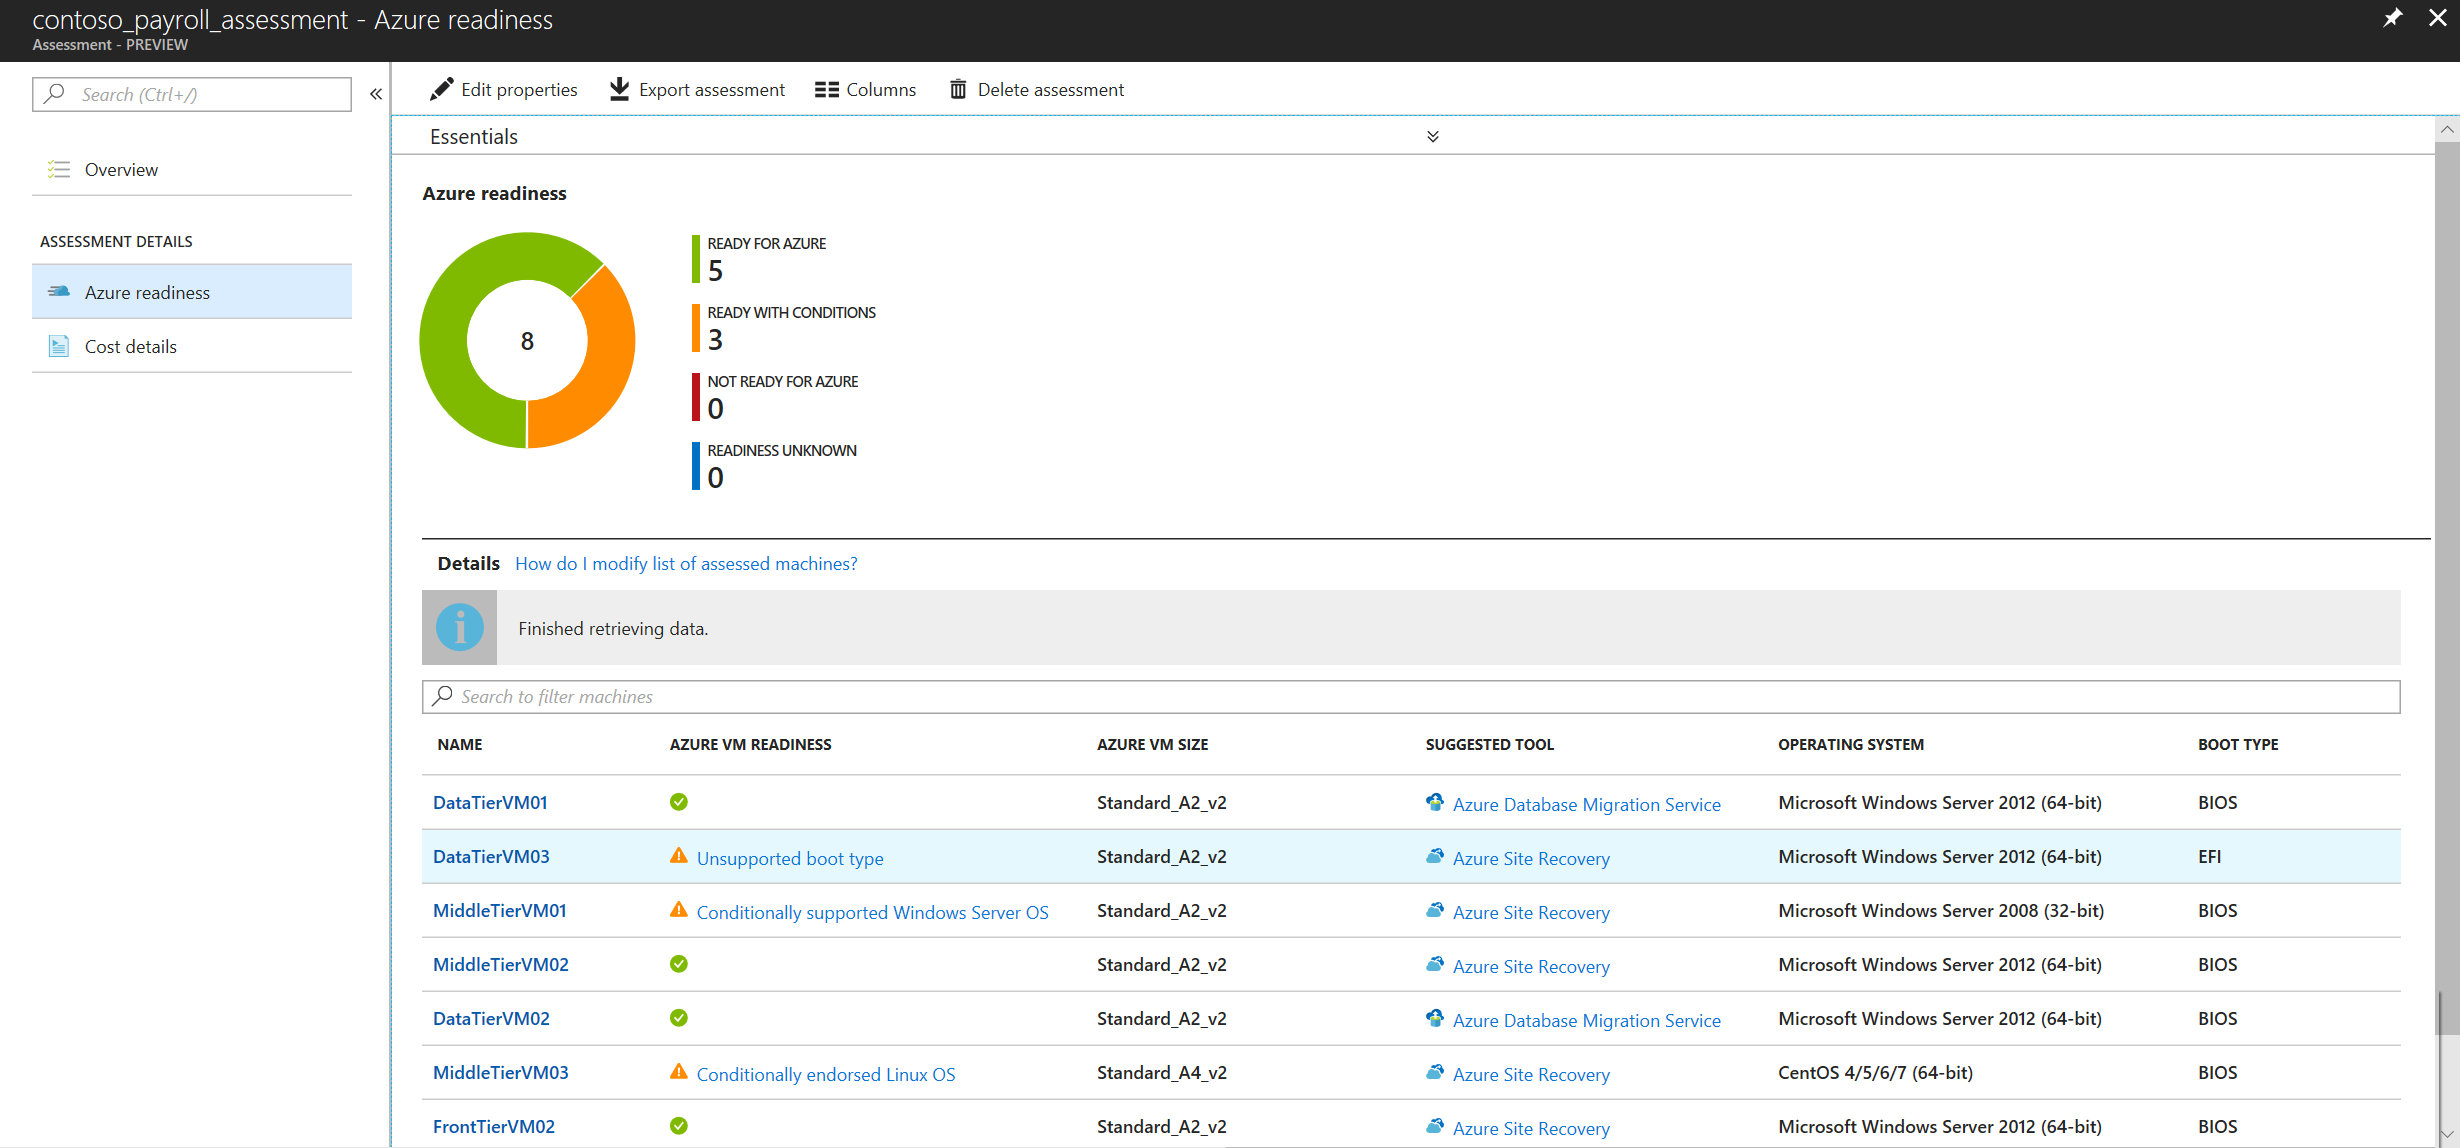 contoso_payroll_assessment - Azure readiness
Assessment - PREVIEW
Search (Ctrl+/)
Overview
ASSESSMENT DETAILS
Azure readiness
Cost details
Edit properties Export assessment Columns Delete assessment
Essentials
Azure readiness
8
READY FOR AZURE
5
READY WITH CONDITIONS
3
NOT READY FOR AZURE
0
READINESS UNKNOWN
0
Details How do I modify list of assessed machines?
Finished retrieving data.
Search to filter machines
NAME AZURE VM READINESS AZURE VM SIZE SUGGESTED TOOL OPERATING SYSTEM BOOT TYPE
DataTierVM01 Standard_A2_v2 Azure Database Migration Service Microsoft Windows Server 2012 (64-bit) BIOS
DataTierVM03 Unsupported boot type Standard_A2_v2 Azure Site Recovery Microsoft Windows Server 2012 (64-bit) EFI
MiddleTierVM01 Conditionally supported Windows Server OS Standard_A2_v2 Azure Site Recovery Microsoft Windows Server 2008 (32-bit) BIOS
MiddleTierVM02 Standard_A2_v2 Azure Site Recovery Microsoft Windows Server 2012 (64-bit) BIOS
DataTierVM02 Standard_A2_v2 Azure Database Migration Service Microsoft Windows Server 2012 (64-bit) BIOS
MiddleTierVM03 Conditionally endorsed Linux OS Standard_A4_v2 Azure Site Recovery CentOS 4/5/6/7 (64-bit) BIOS
FrontTierVM02 Standard_A2_v2 Azure Site Recovery Microsoft Windows Server 2012 (64-bit) BIOS